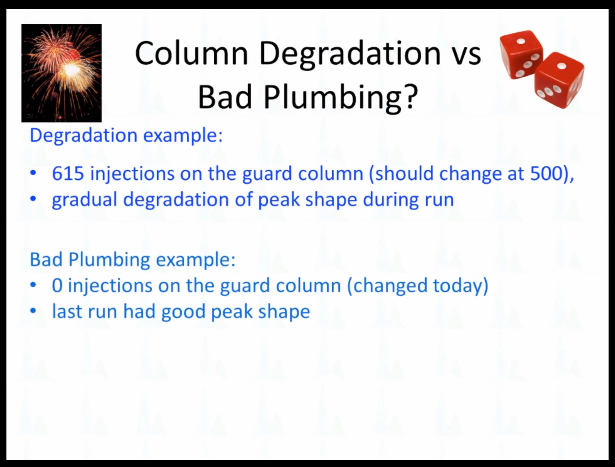 Column Degradation vs
Bad Plumbing?
Degradation example:
• 615 injections on the guard column (should change at 500),
• gradual degradation of peak shape during run
Bad Plumbing example:
• 0 injections on the guard column (changed today)
• last run had good peak shape